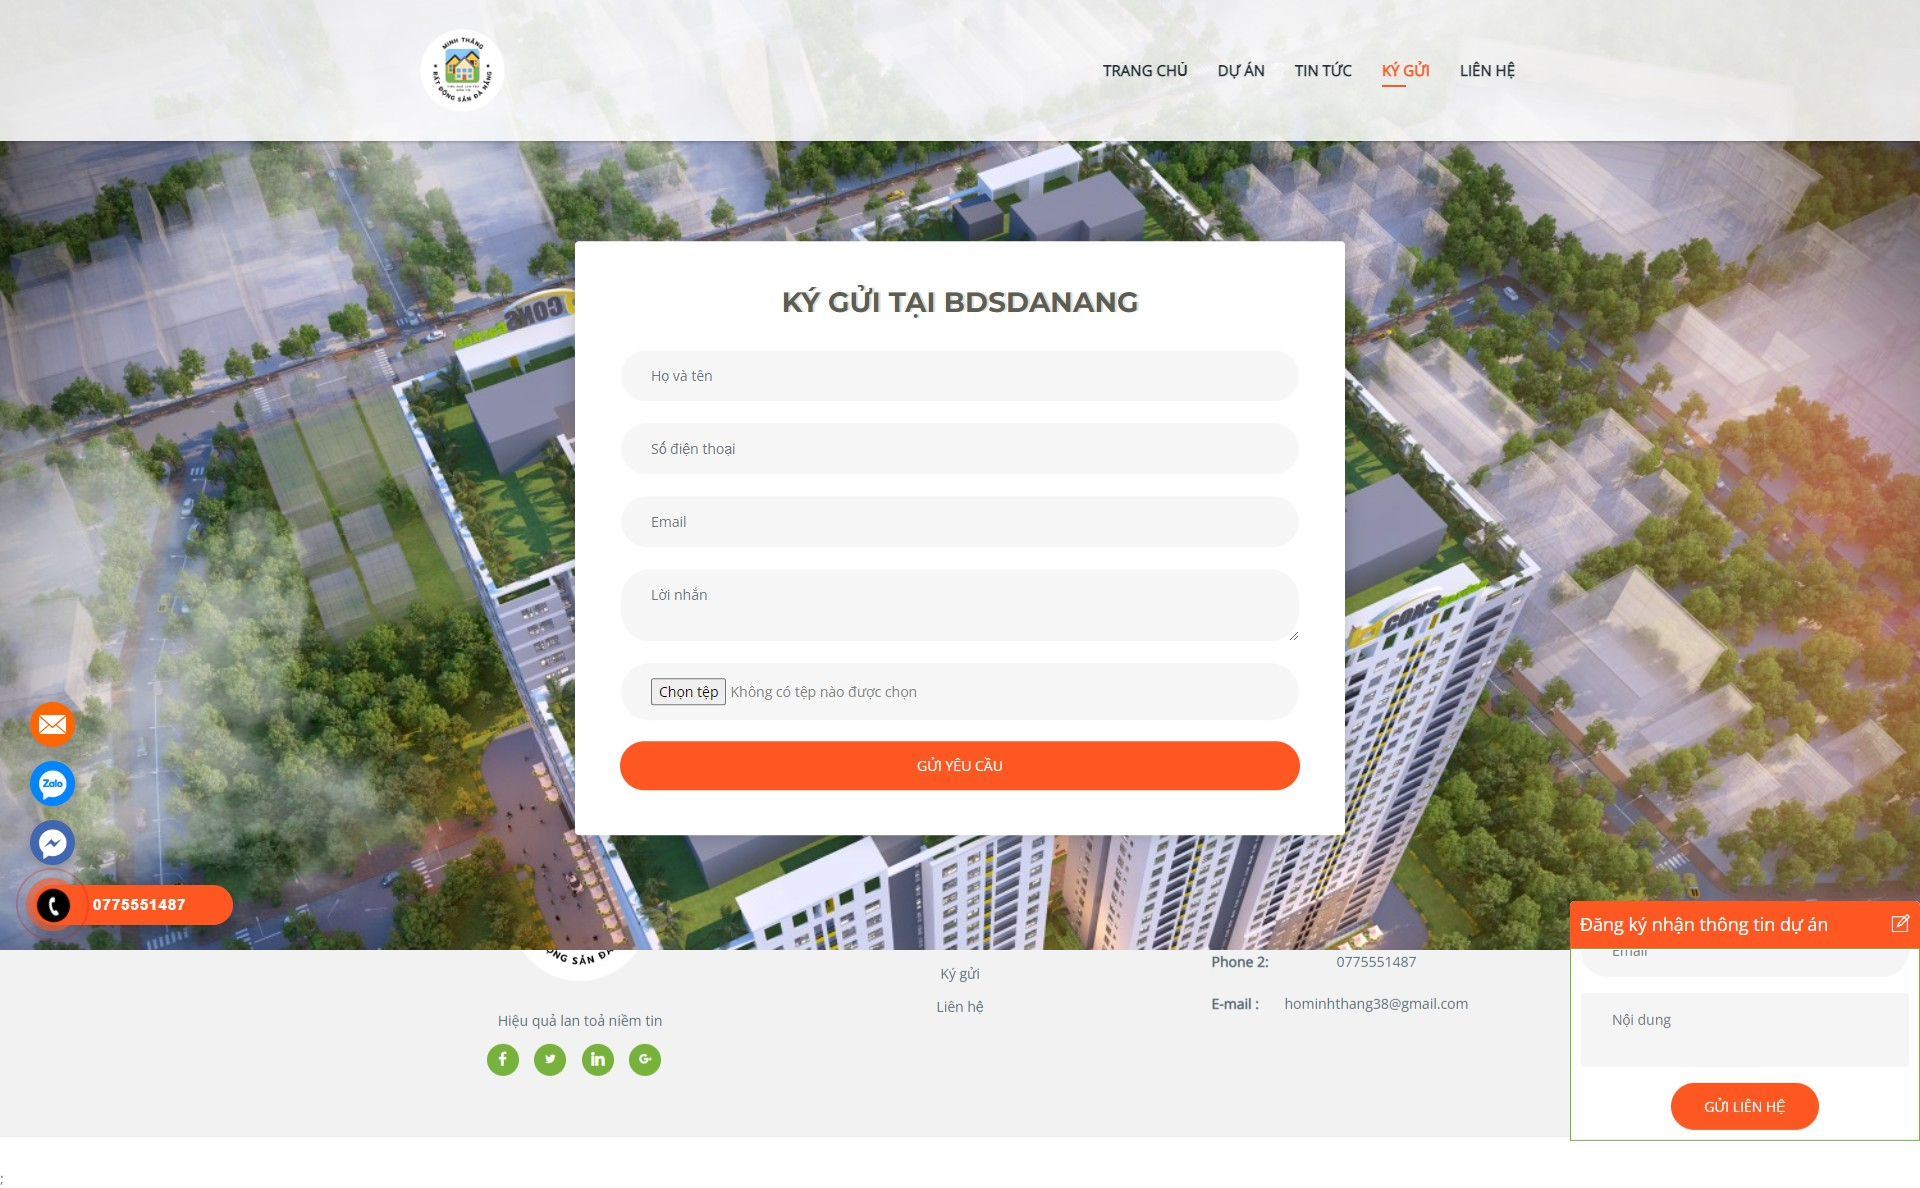 MINH THẮNG
BẤT ĐỘNG SẢN ĐÀ NẴNG
TRANG CHỦ
DỰ ÁN
TIN TỨC
KÝ GỬI
LIÊN HỆ
CONS
KÝ GỬI TẠI BDSDANANG
Họ và tên
Số điện thoại
Email
Lời nhắn
CONS
Chọn tệp Không có tệp nào được chọn
GỬI YÊU CẦU
Zalo
0775551487
Đăng ký nhận thông tin dự án
Email
Nội dung
GỬI LIÊN HỆ
Hiệu quả lan toả niềm tin
Ký gửi
Liên hệ
Phone 2: 0775551487
E-mail : hominhthang38@gmail.com
;